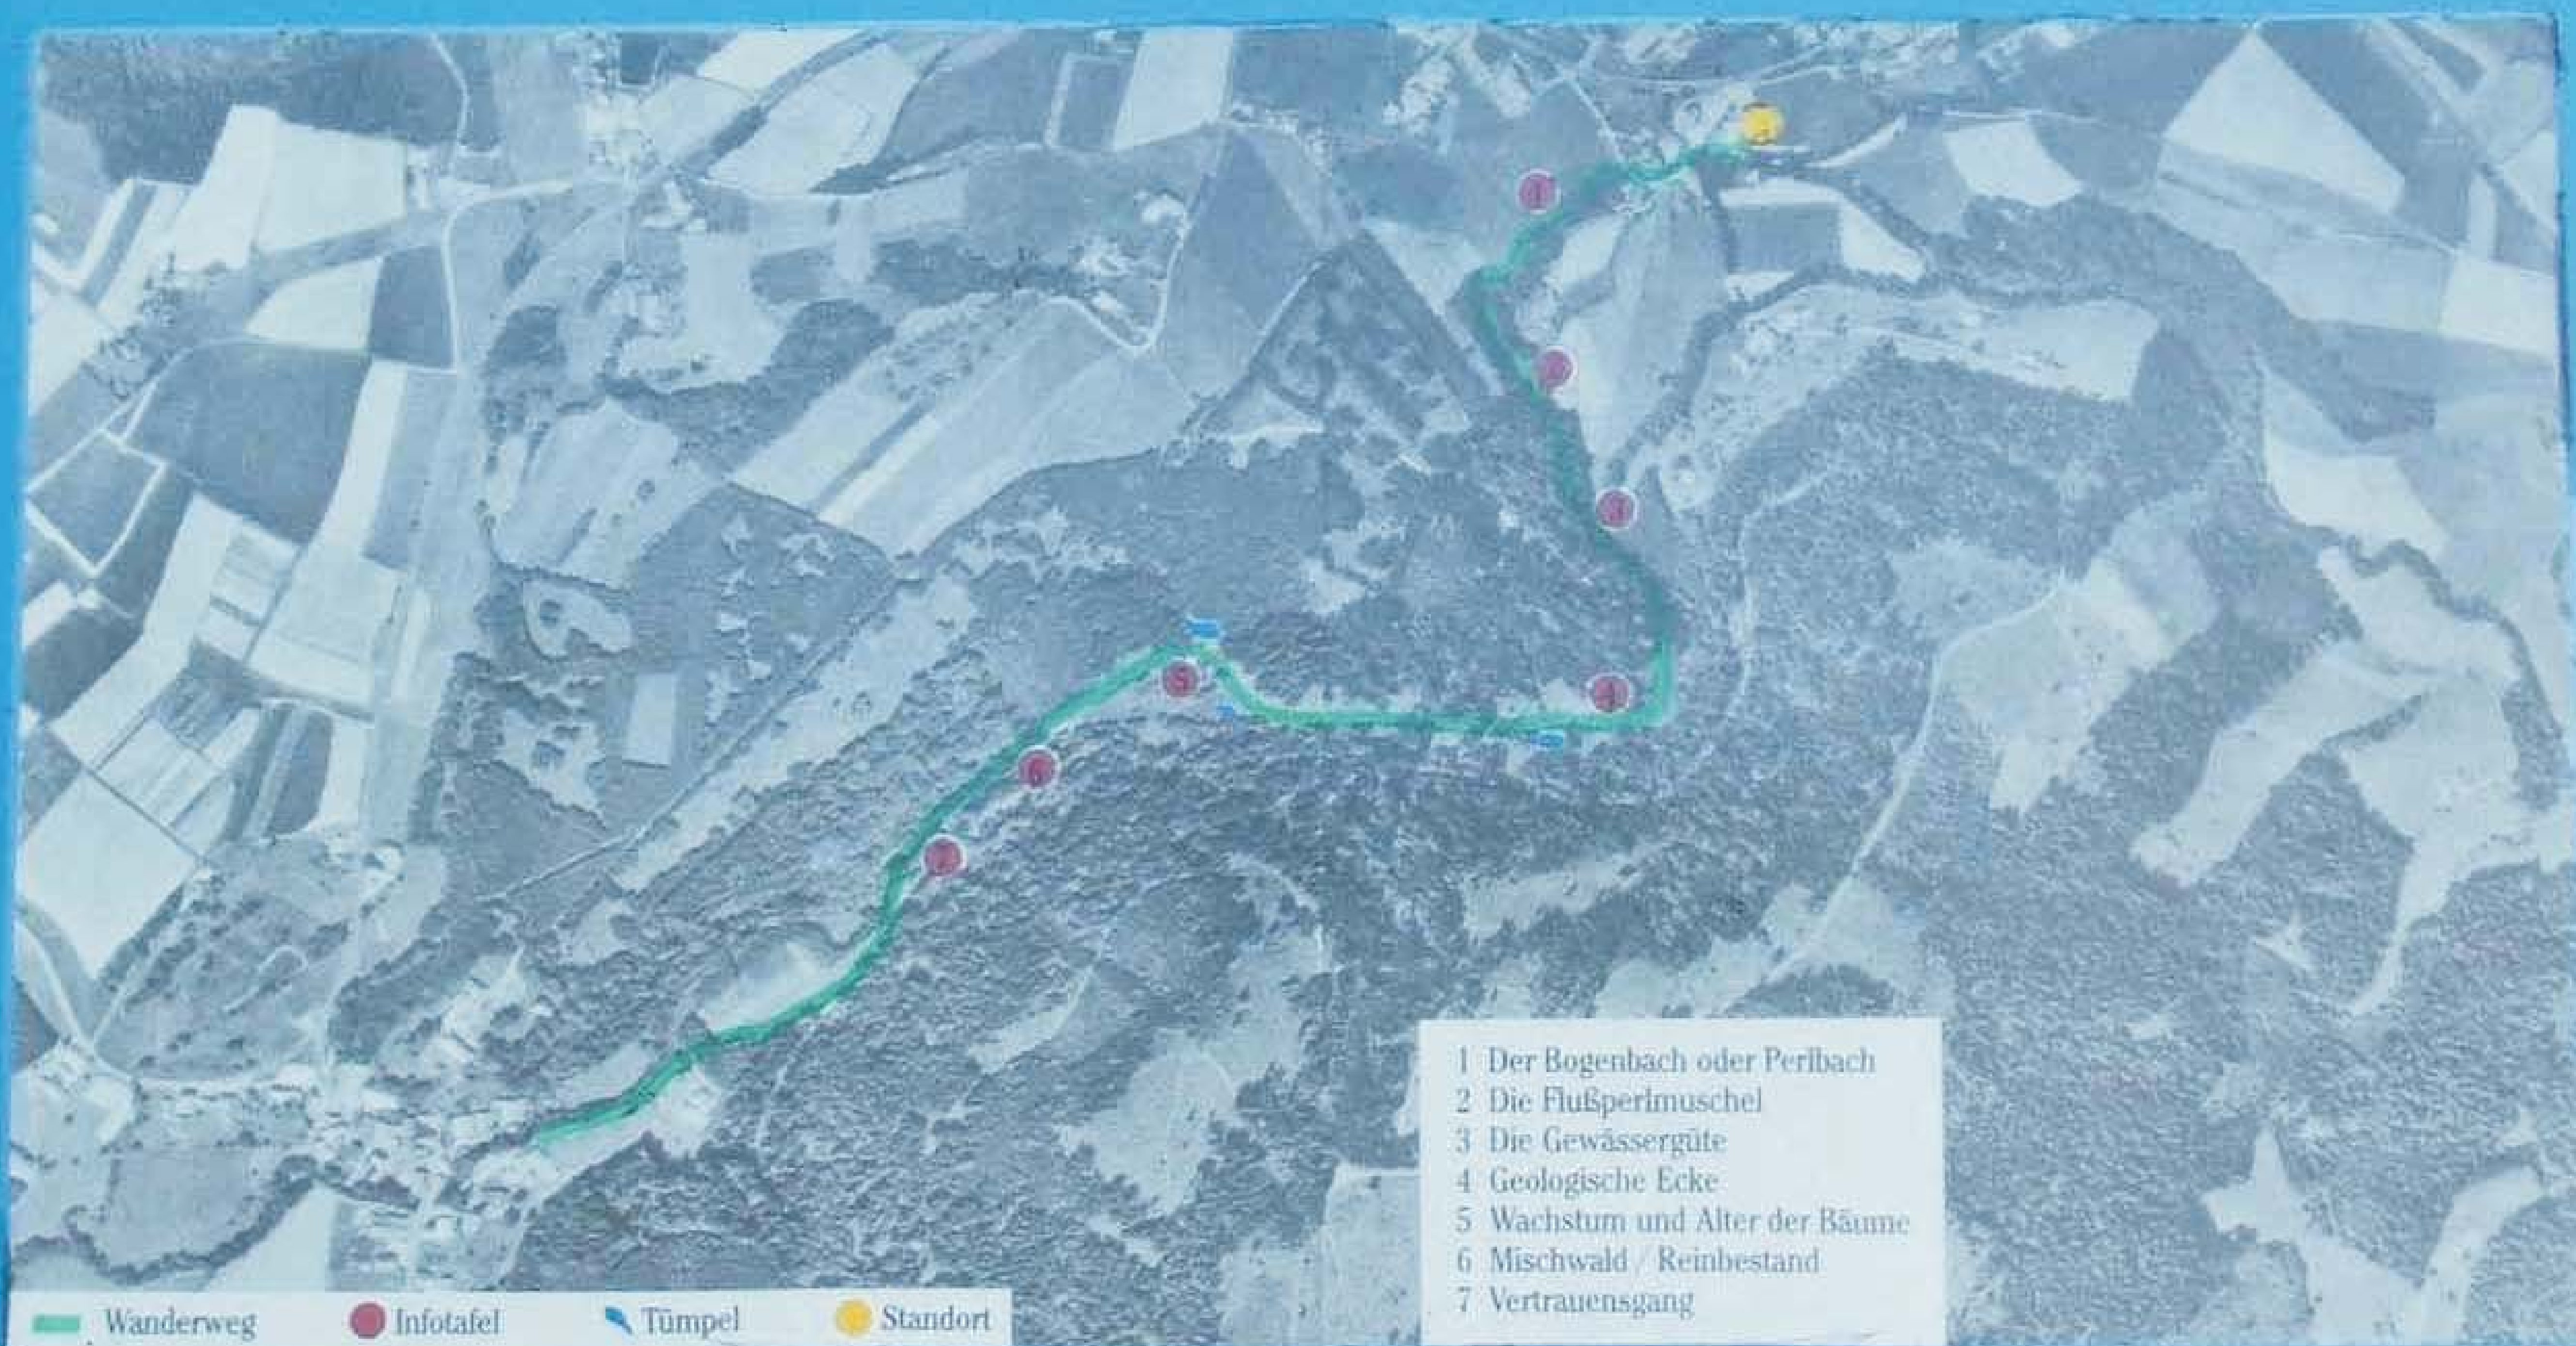 1 Der Bogenbach oder Perlbach
2 Die Flußperlmuschel
3 Die Gewässergüte
4 Geologische Ecke
5 Wachstum und Alter der Bäume
6 Mischwald / Reinbestand
7 Vertrauensgang
Wanderweg
Infotafel
Tümpel
Standort
5